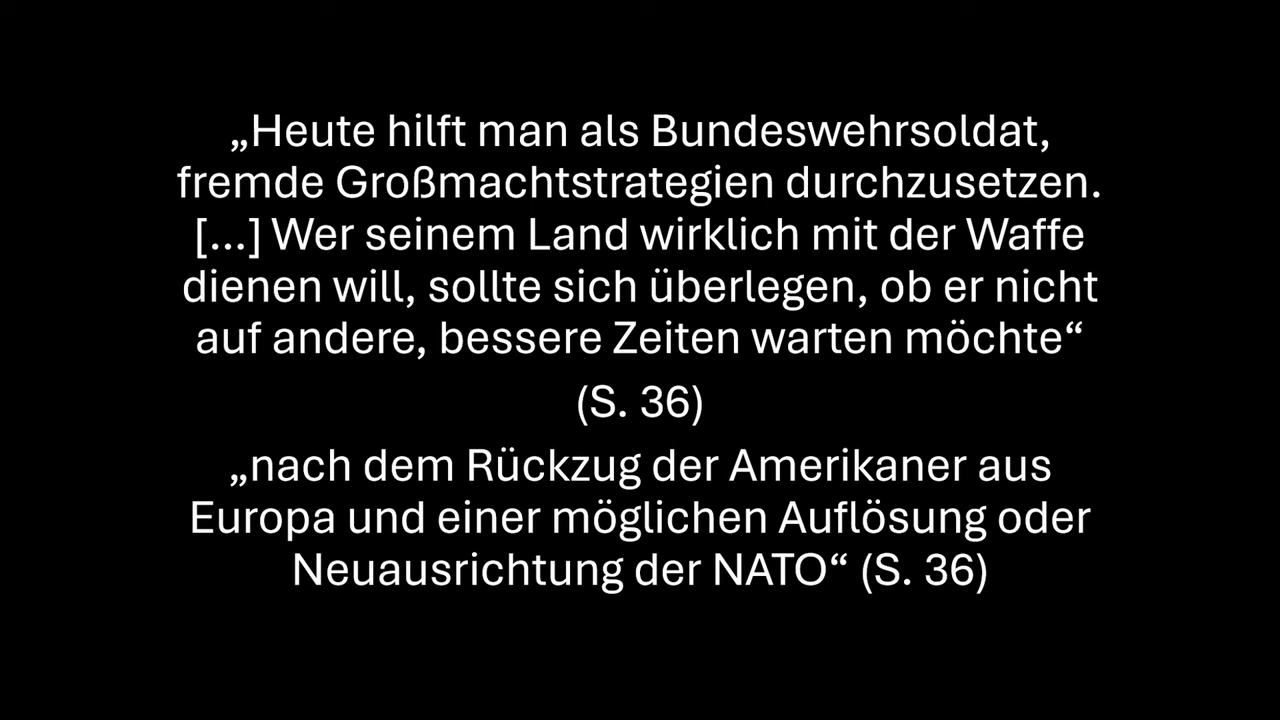 „Heute hilft man als Bundeswehrsoldat,
fremde Großmachtstrategien durchzusetzen.
[...] Wer seinem Land wirklich mit der Waffe
dienen will, sollte sich überlegen, ob er nicht
auf andere, bessere Zeiten warten möchte“
(S. 36)
„nach dem Rückzug der Amerikaner aus
Europa und einer möglichen Auflösung oder
Neuausrichtung der NATO“ (S. 36)